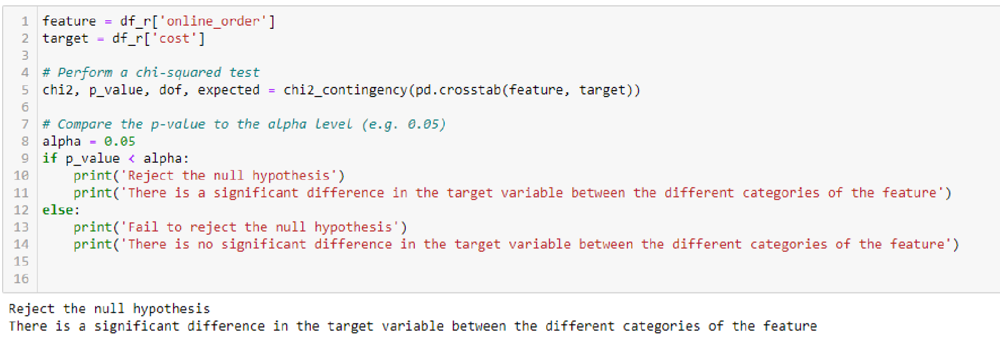 1 feature = df_r['online_order']
2 target = df_r['cost']
3
4 # Perform a chi-squared test
5 chi2, p_value, dof, expected = chi2_contingency(pd.crosstab(feature, target))
6
7 # Compare the p-value to the alpha level (e.g. 0.05)
8 alpha = 0.05
9 if p_value < alpha:
10     print('Reject the null hypothesis')
11     print('There is a significant difference in the target variable between the different categories of the feature')
12 else:
13     print('Fail to reject the null hypothesis')
14     print('There is no significant difference in the target variable between the different categories of the feature')
15
16
Reject the null hypothesis
There is a significant difference in the target variable between the different categories of the feature